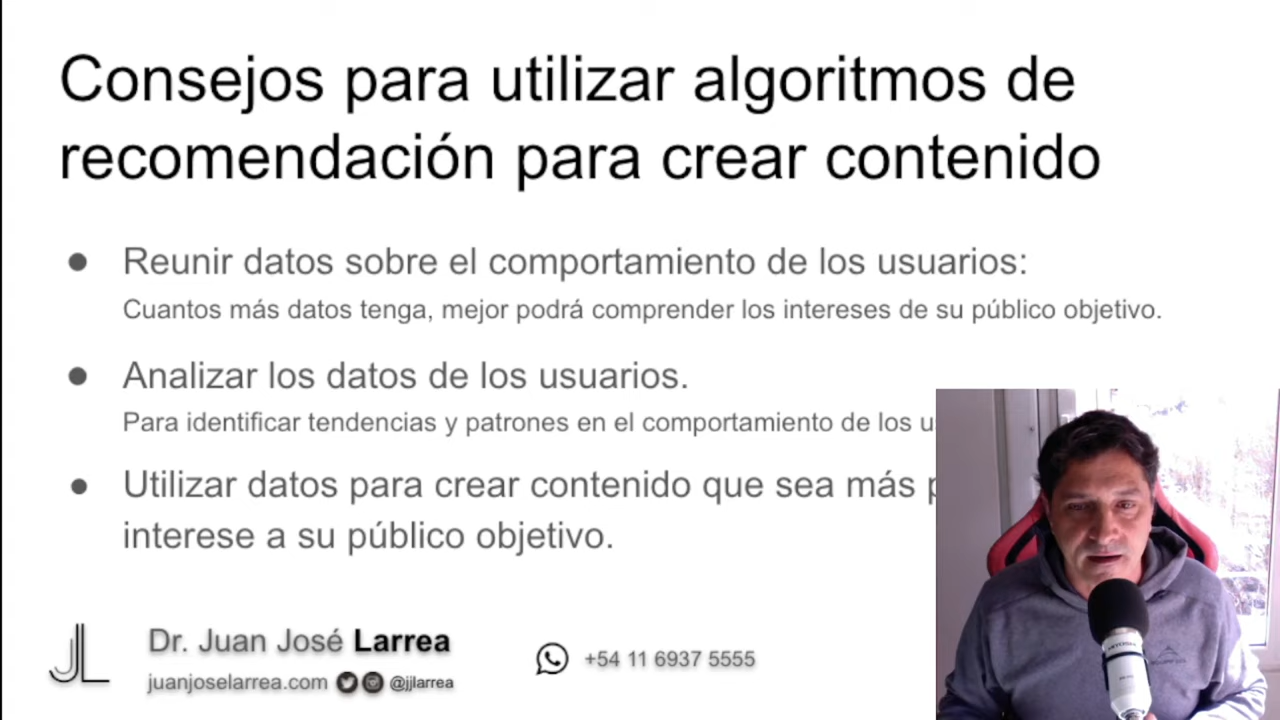 Consejos para utilizar algoritmos de
recomendación para crear contenido
● Reunir datos sobre el comportamiento de los usuarios:
Cuantos más datos tenga, mejor podrá comprender los intereses de su público objetivo.
● Analizar los datos de los usuarios.
Para identificar tendencias y patrones en el comportamiento de los
● Utilizar datos para crear contenido que sea más
interese a su público objetivo.
JL
Dr. Juan José Larrea
juanjoselarrea.com @jjlarrea
+54 11 6937 5555